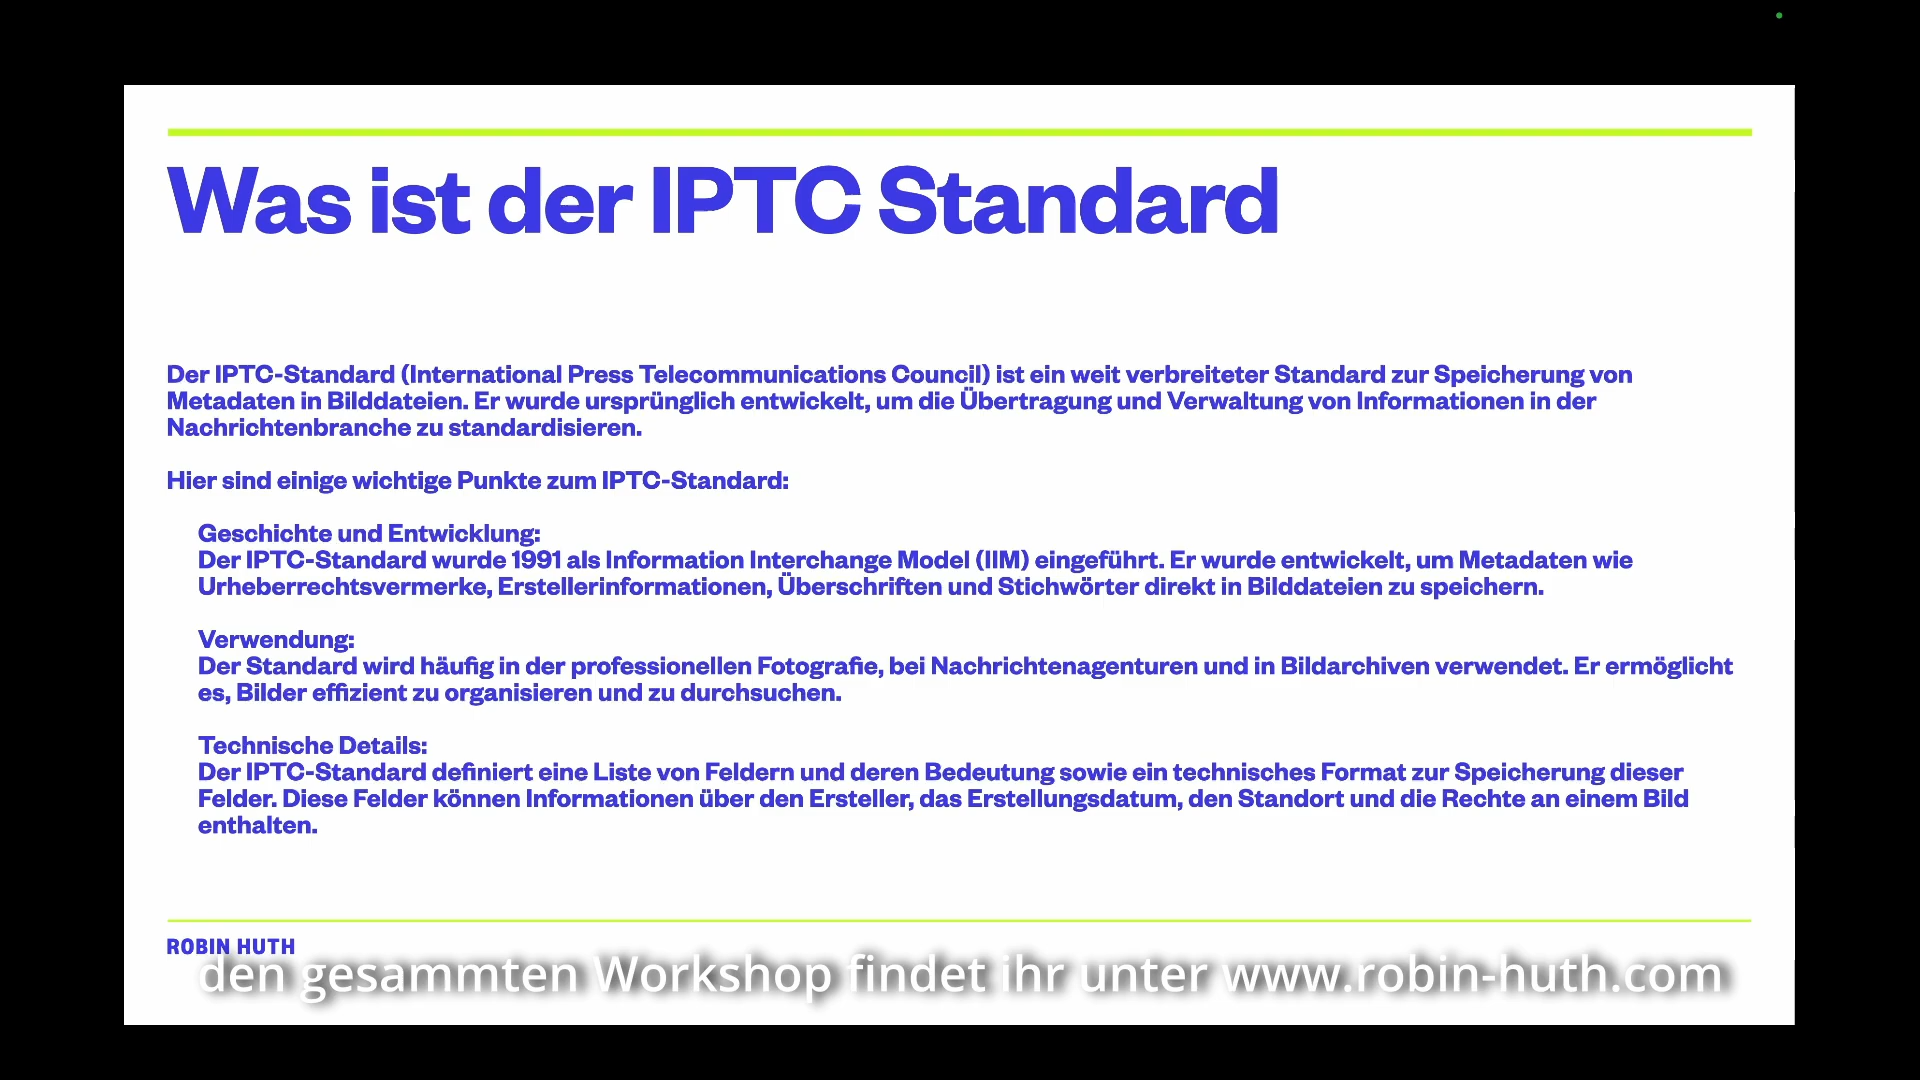 Was ist der IPTC Standard
Der IPTC-Standard (International Press Telecommunications Council) ist ein weit verbreiteter Standard zur Speicherung von
Metadaten in Bilddateien. Er wurde ursprünglich entwickelt, um die Übertragung und Verwaltung von Informationen in der
Nachrichtenbranche zu standardisieren.
Hier sind einige wichtige Punkte zum IPTC-Standard:
Geschichte und Entwicklung:
Der IPTC-Standard wurde 1991 als Information Interchange Model (IIM) eingeführt. Er wurde entwickelt, um Metadaten wie
Urheberrechtsvermerke, Erstellerinformationen, Überschriften und Stichwörter direkt in Bilddateien zu speichern.
Verwendung:
Der Standard wird häufig in der professionellen Fotografie, bei Nachrichtenagenturen und in Bildarchiven verwendet. Er ermöglicht
es, Bilder effizient zu organisieren und zu durchsuchen.
Technische Details:
Der IPTC-Standard definiert eine Liste von Feldern und deren Bedeutung sowie ein technisches Format zur Speicherung dieser
Felder. Diese Felder können Informationen über den Ersteller, das Erstellungsdatum, den Standort und die Rechte an einem Bild
enthalten.
ROBIN HUTH
den gesammten Workshop findet ihr unter www.robin-huth.com